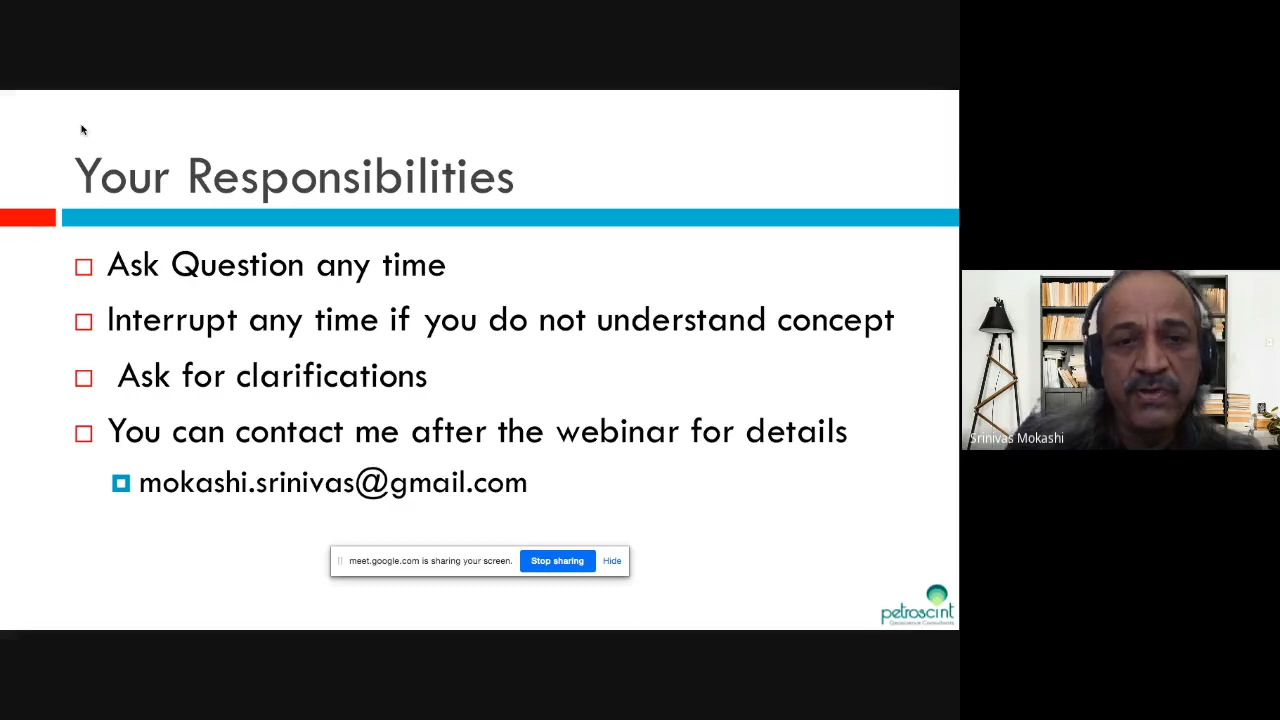 Your Responsibilities
Ask Question any time
Interrupt any time if you do not understand concept
Ask for clarifications
You can contact me after the webinar for details
mokashi.srinivas@gmail.com
meet.google.com is sharing your screen. Stop sharing Hide
petroscint
Srinivas Mokashi